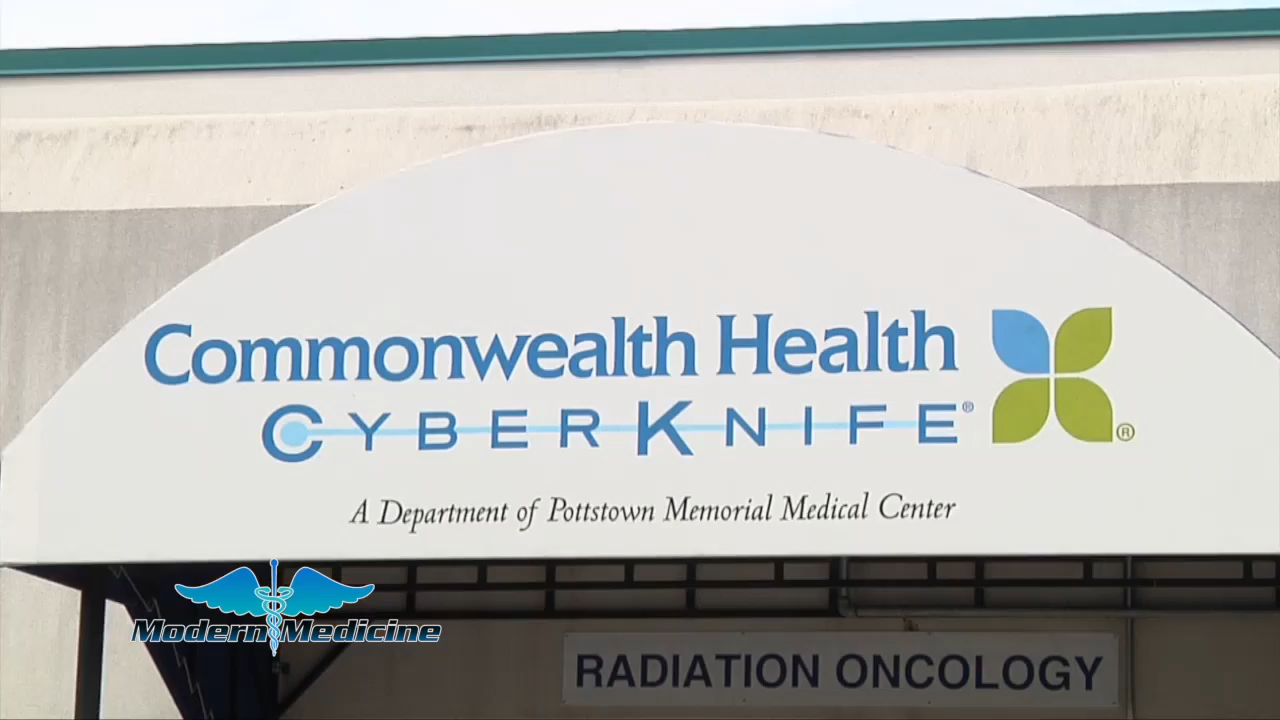 Commonwealth Health ®
CYBERKNIFE®
A Department of Pottstown Memorial Medical Center
Modern Medicine
RADIATION ONCOLOGY